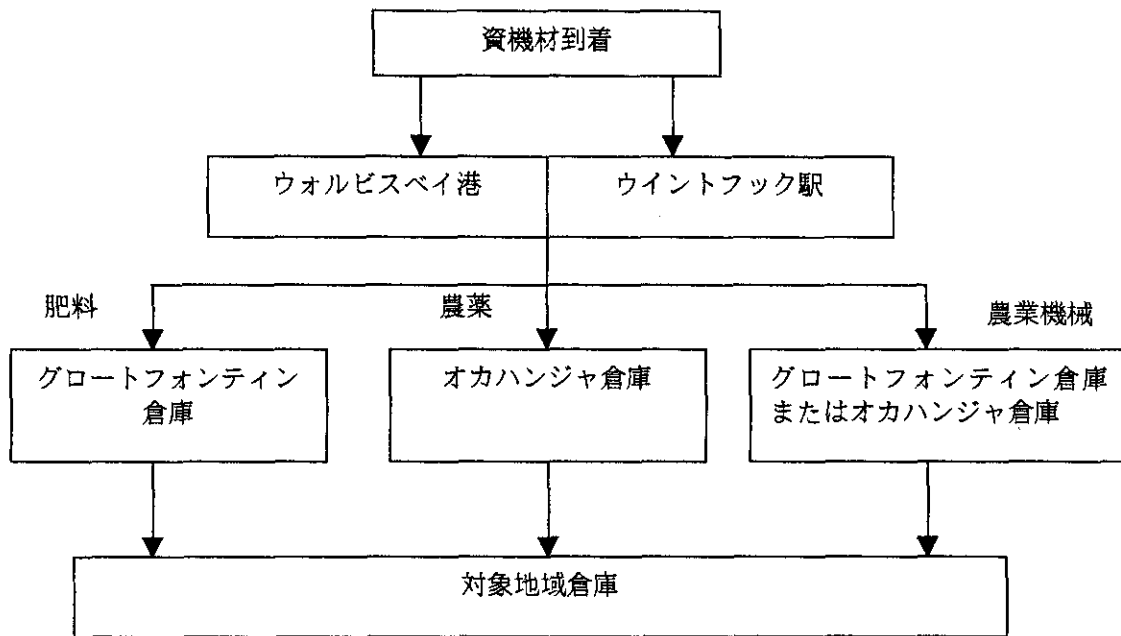 資機材到着
ウォルビスベイ港
ウイントフック駅
肥料
農薬
農業機械
グロートフォンティン
倉庫
オカハンジャ倉庫
グロートフォンティン倉庫
またはオカハンジャ倉庫
対象地域倉庫